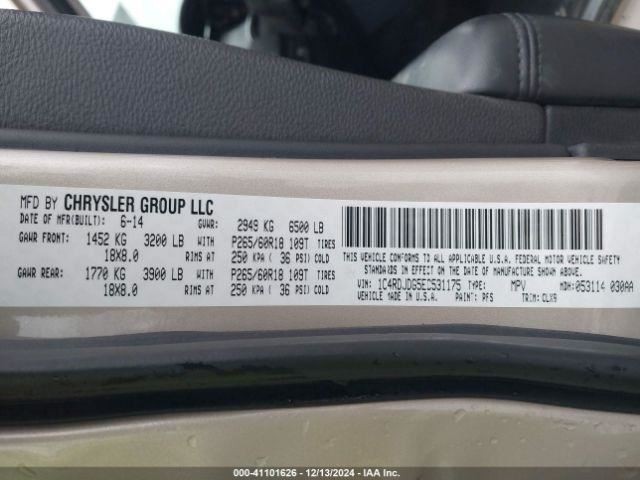 MFD BY CHRYSLER GROUP LLC
DATE OF MFR(BUILT): 6-14 GVWR: 2949 KG 6500 LB
GAWR FRONT: 1452 KG 3200 LB WITH P265/60R18 109T TIRES
18X8.0 RIMS AT 250 KPA ( 36 PSI) COLD
GAWR REAR: 1770 KG 3900 LB WITH P265/60R18 109T TIRES
18X8.0 RIMS AT 250 KPA ( 36 PSI) COLD
THIS VEHICLE CONFORMS TO ALL APPLICABLE U.S.A. FEDERAL MOTOR VEHICLE SAFETY
STANDARDS IN EFFECT ON THE DATE OF MANUFACTURE SHOWN ABOVE.
VIN: 1C4RDJDG5EC531175 TYPE: MPV MDH: 053114 030AA
VEHICLE MADE IN U.S.A. PAINT: PFS TRIM: CLX9
000-41101626 - 12/13/2024 - IAA Inc.